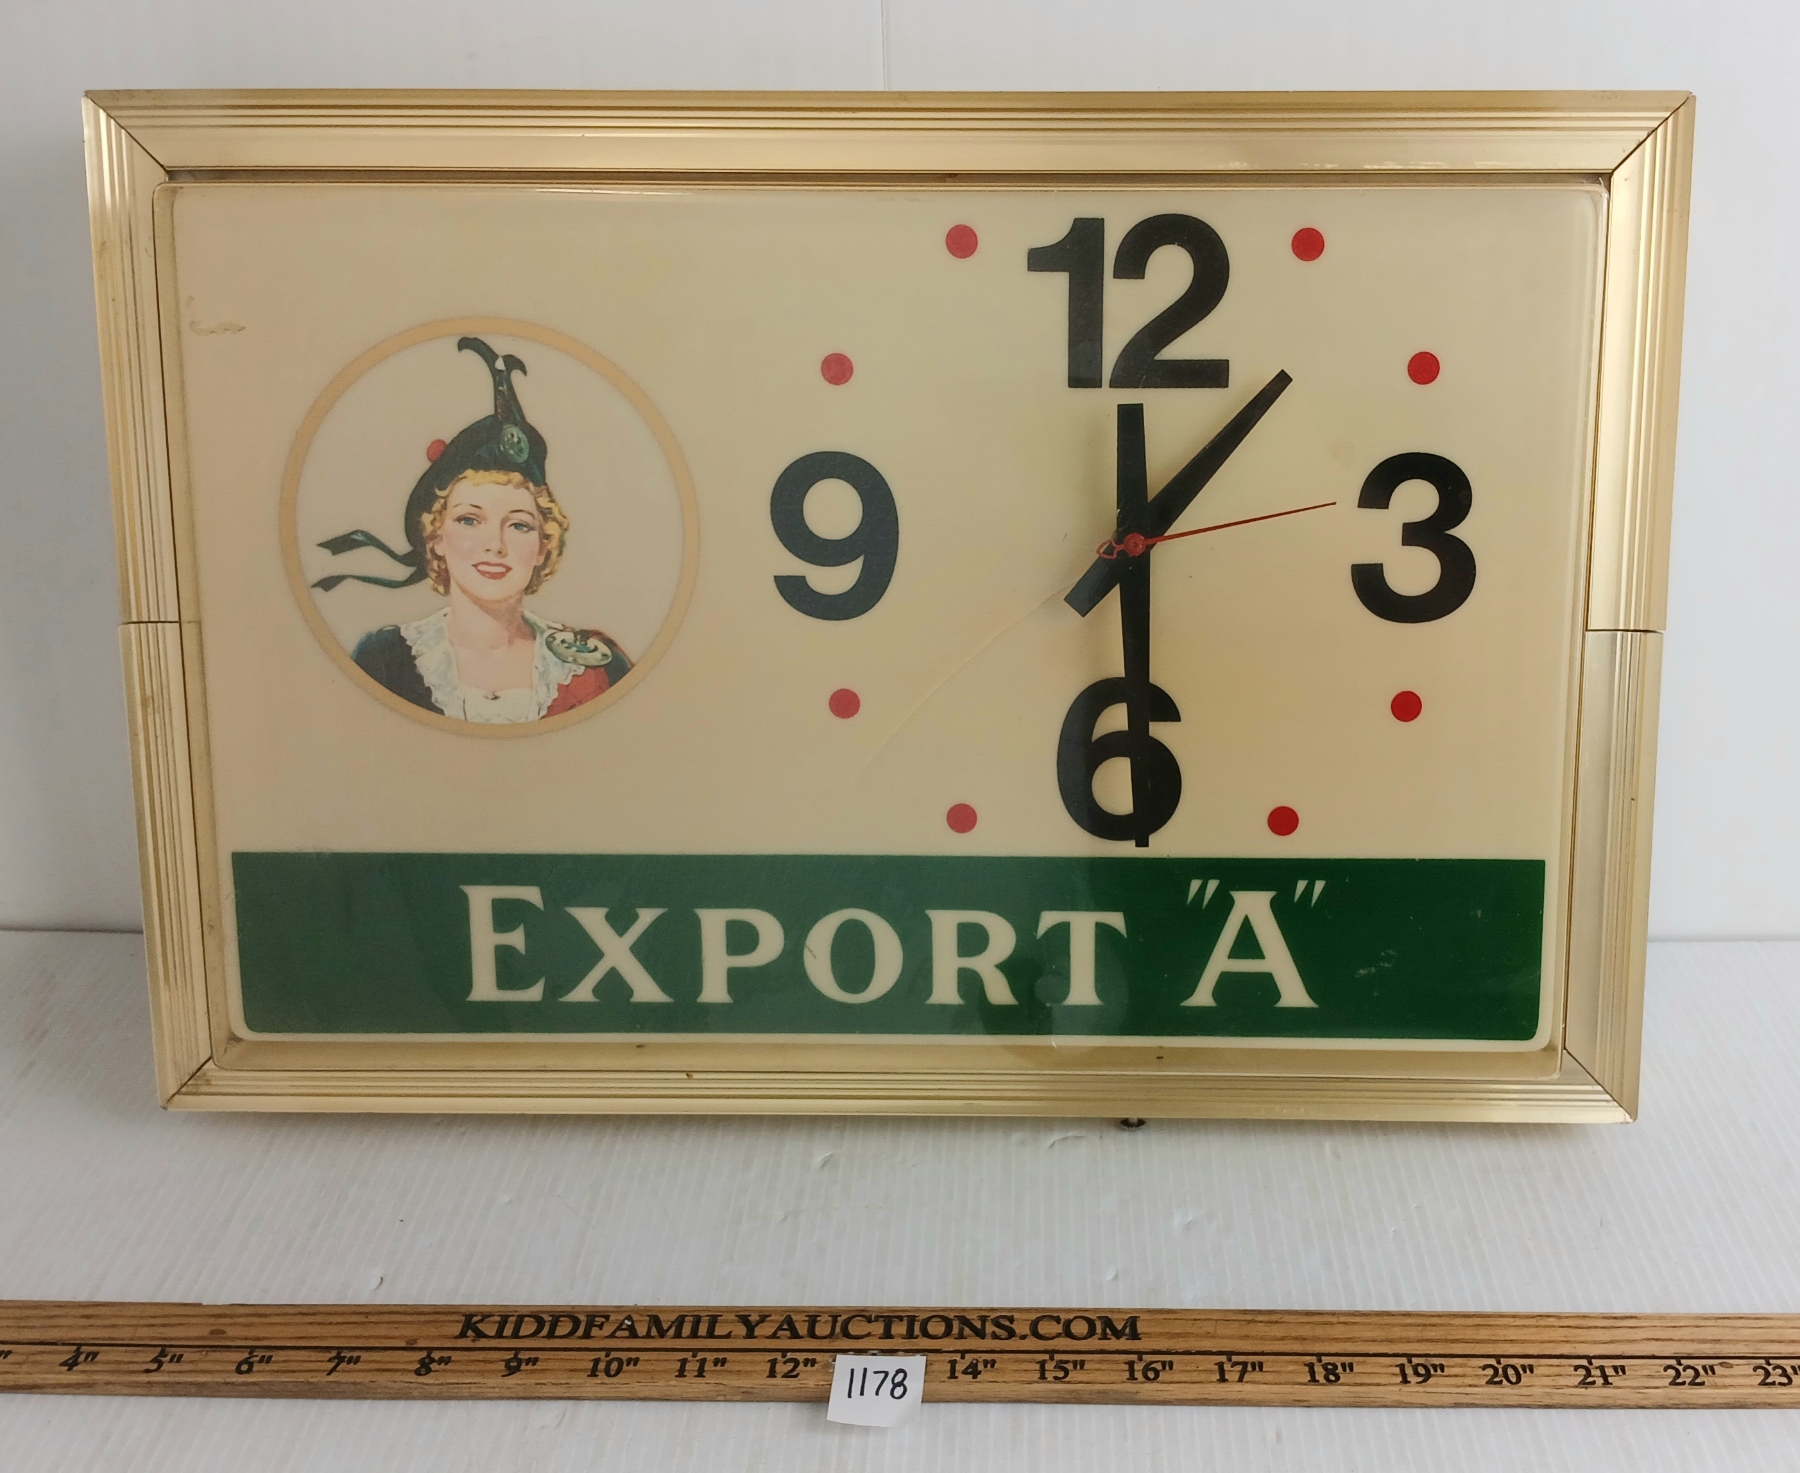 12
9
3
6
EXPORT "A"
KIDDFAMILYAUCTIONS.COM
4" 5" 6" 7" 8" 9" 10" 11" 12" 14" 15" 16" 17" 18" 19" 20" 21" 22" 23"
1178